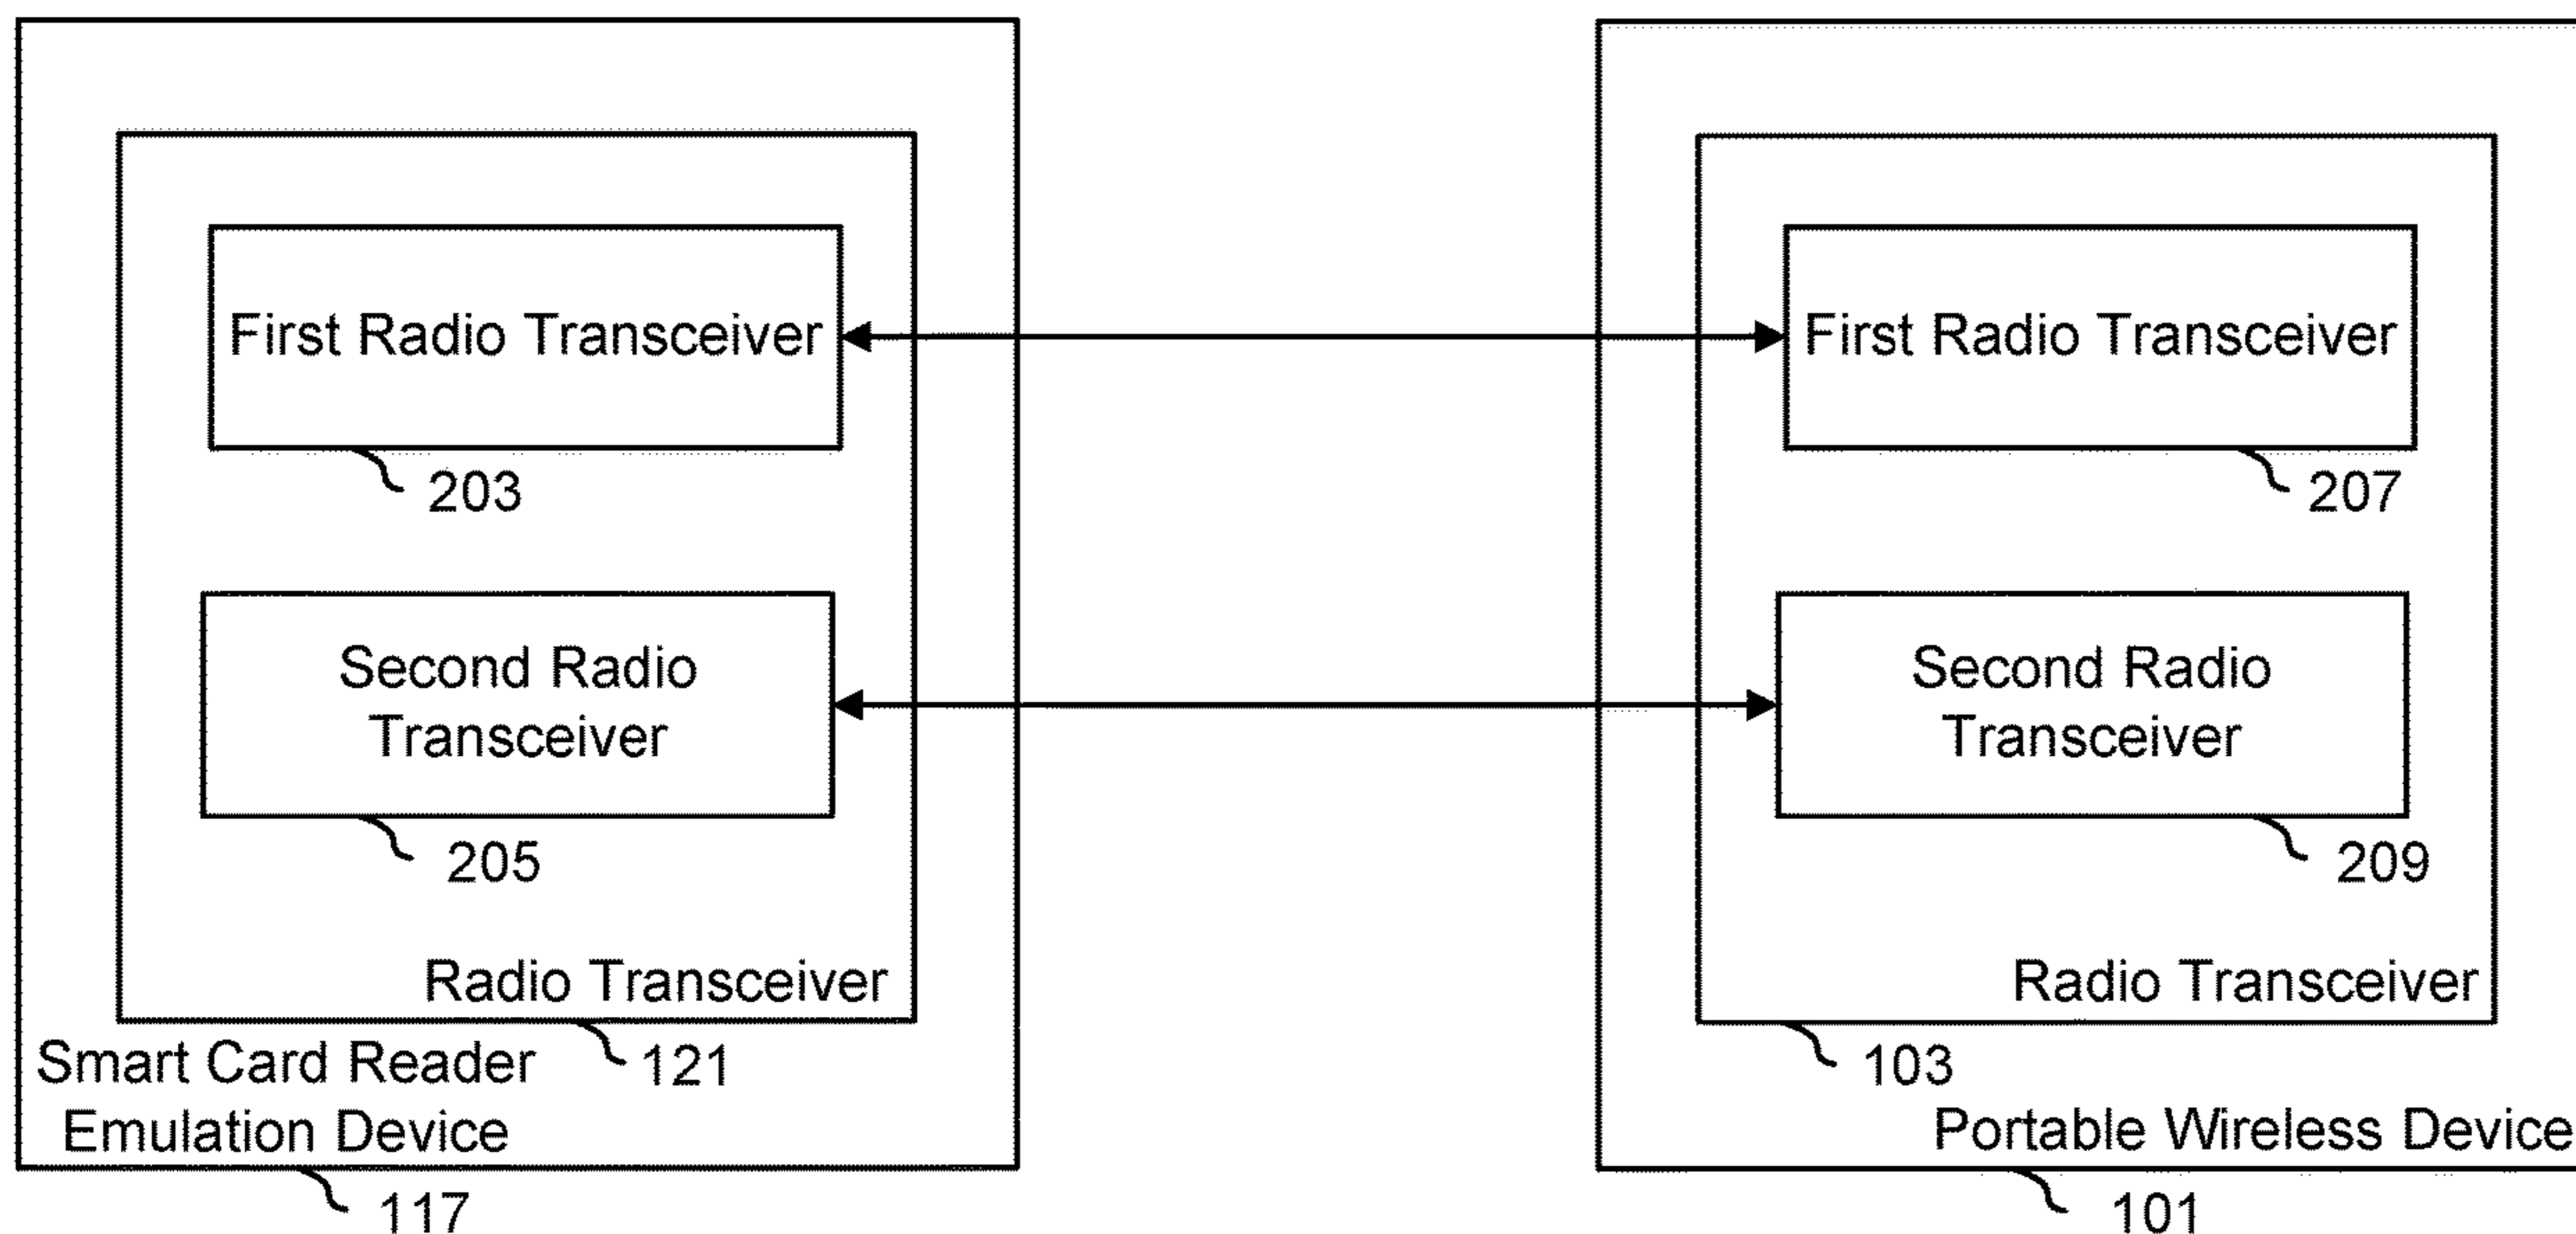 First Radio Transceiver
203
Second Radio
Transceiver
205
Radio Transceiver
121
Smart Card Reader
Emulation Device
117
First Radio Transceiver
207
Second Radio
Transceiver
209
Radio Transceiver
103
Portable Wireless Device
101